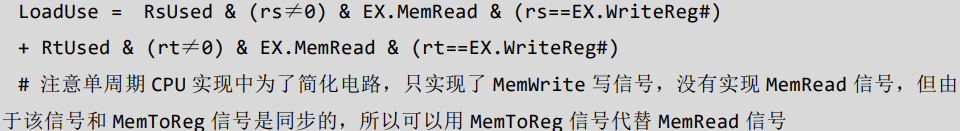 LoadUse =  RsUsed & (rs≠0) & EX.MemRead & (rs==EX.WriteReg#)
+ RtUsed & (rt≠0) & EX.MemRead & (rt==EX.WriteReg#)
# 注意单周期 CPU 实现中为了简化电路，只实现了 MemWrite 写信号，没有实现 MemRead 信号，但由
于该信号和 MemToReg 信号是同步的，所以可以用 MemToReg 信号代替 MemRead 信号